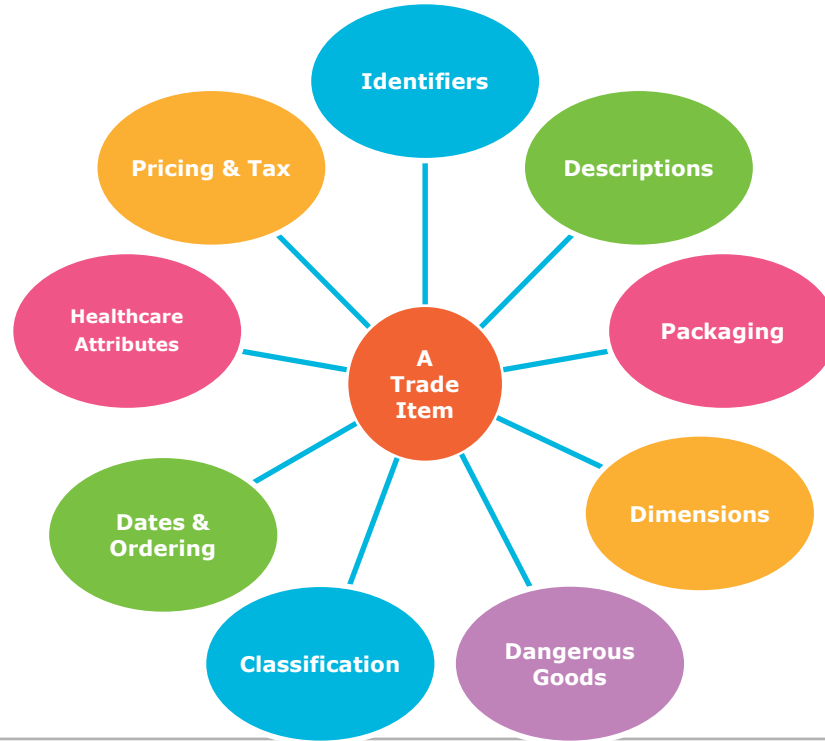 Identifiers
Descriptions
Packaging
Dimensions
Dangerous
Goods
Classification
Dates &
Ordering
Healthcare
Attributes
Pricing & Tax
A
Trade
Item